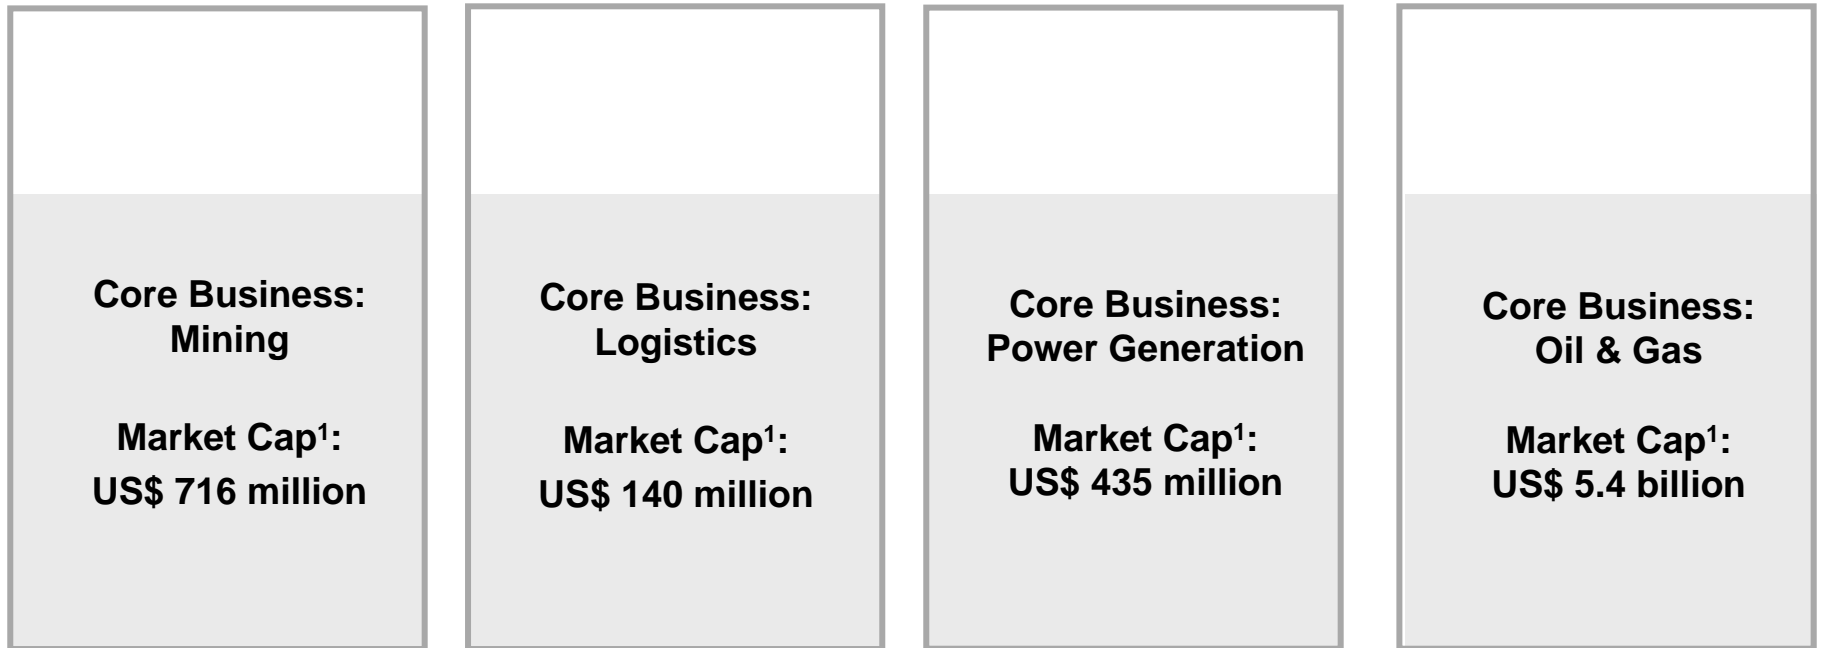 Core Business:
Mining
Market Cap¹:
US$ 716 million
Core Business:
Logistics
Market Cap¹:
US$ 140 million
Core Business:
Power Generation
Market Cap¹:
US$ 435 million
Core Business:
Oil & Gas
Market Cap¹:
US$ 5.4 billion